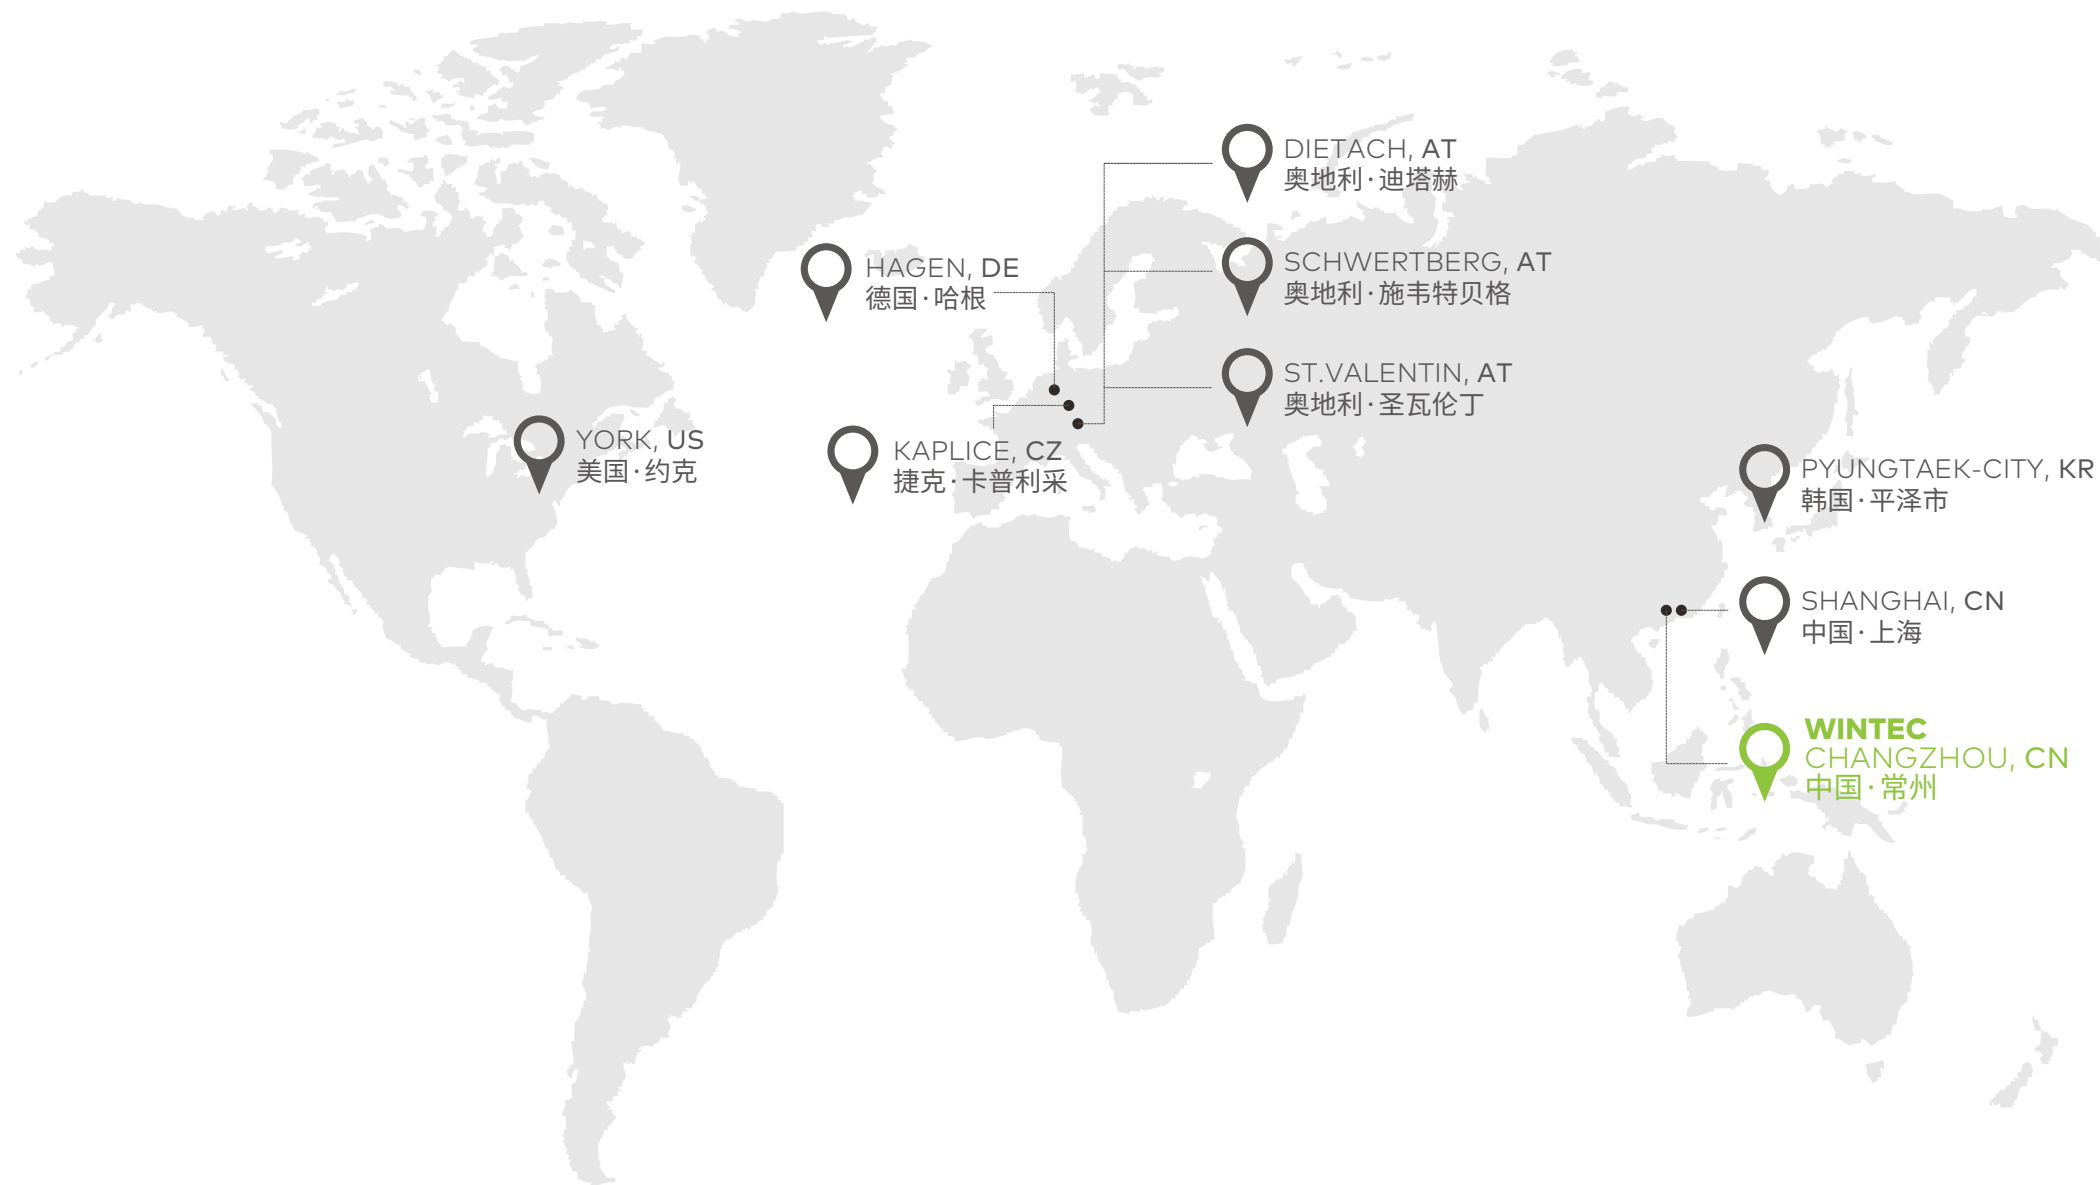 DIETACH, AT
奥地利·迪塔赫
HAGEN, DE
德国·哈根
SCHWERTBERG, AT
奥地利·施韦特贝格
ST.VALENTIN, AT
奥地利·圣瓦伦丁
YORK, US
美国·约克
KAPLICE, CZ
捷克·卡普利采
PYUNGTAEK-CITY, KR
韩国·平泽市
SHANGHAI, CN
中国·上海
WINTEC
CHANGZHOU, CN
中国·常州